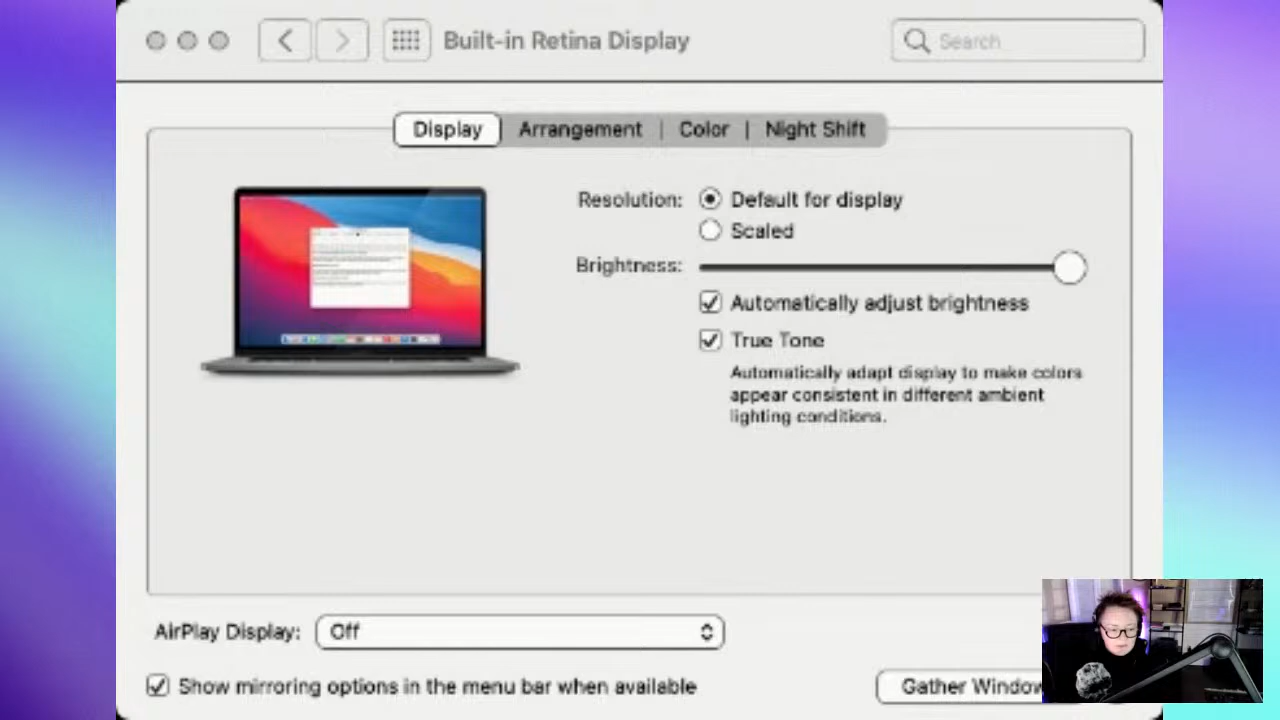 Built-in Retina Display
Search
Display | Arrangement | Color | Night Shift
Resolution: Default for display
Scaled
Brightness:
Automatically adjust brightness
True Tone
Automatically adapt display to make colors
appear consistent in different ambient
lighting conditions.
AirPlay Display: Off
Show mirroring options in the menu bar when available
Gather